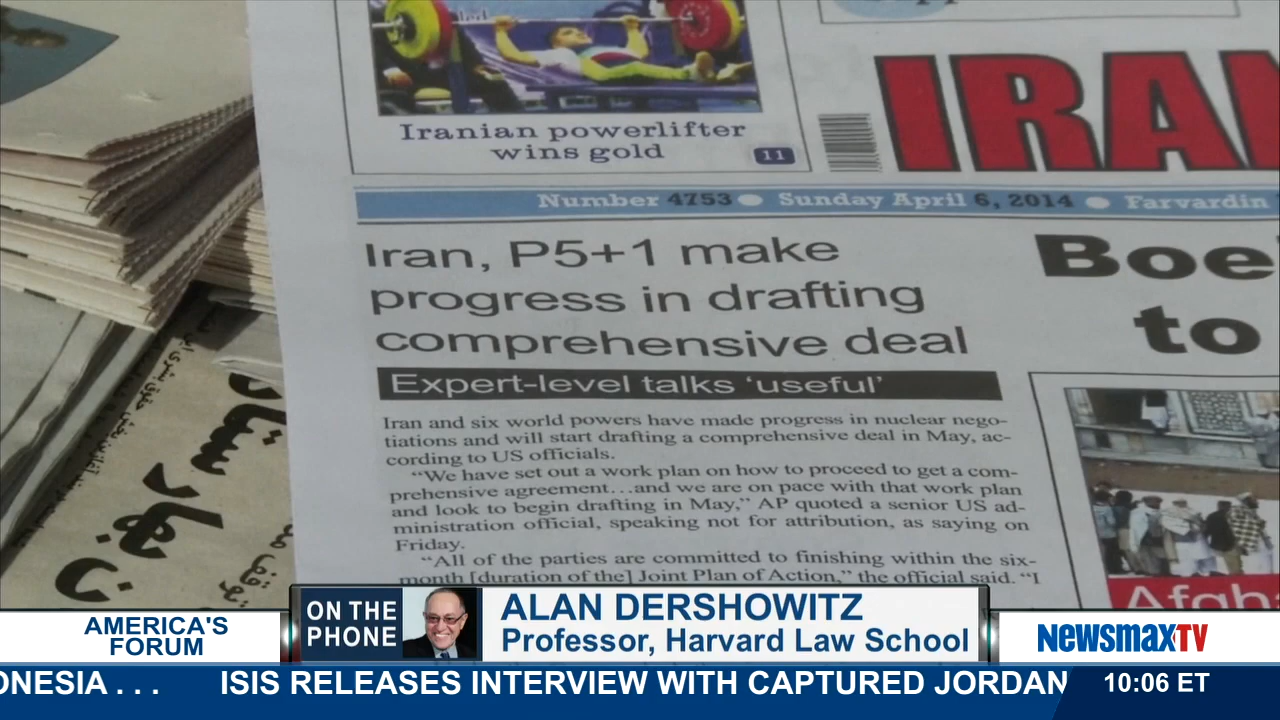 Iranian powerlifter
wins gold
11
IRA
Number 4753 ● Sunday April 6, 2014 ● Farvardin
Iran, P5+1 make
progress in drafting
comprehensive deal
Expert-level talks ‘useful’
Iran and six world powers have made progress in nuclear nego-
tiations and will start drafting a comprehensive deal in May, ac-
cording to US officials.
“We have set out a work plan on how to proceed to get a com-
prehensive agreement…and we are on pace with that work plan
and look to begin drafting in May,” AP quoted a senior US ad-
ministration official, speaking not for attribution, as saying on
Friday.
“All of the parties are committed to finishing within the six-
month [duration of the] Joint Plan of Action,” the official said. “I
Boe
to
Afgha
AMERICA'S
FORUM
ON THE
PHONE
ALAN DERSHOWITZ
Professor, Harvard Law School
NEWSMAXTV
ONESIA . . . ISIS RELEASES INTERVIEW WITH CAPTURED JORDAN
10:06 ET